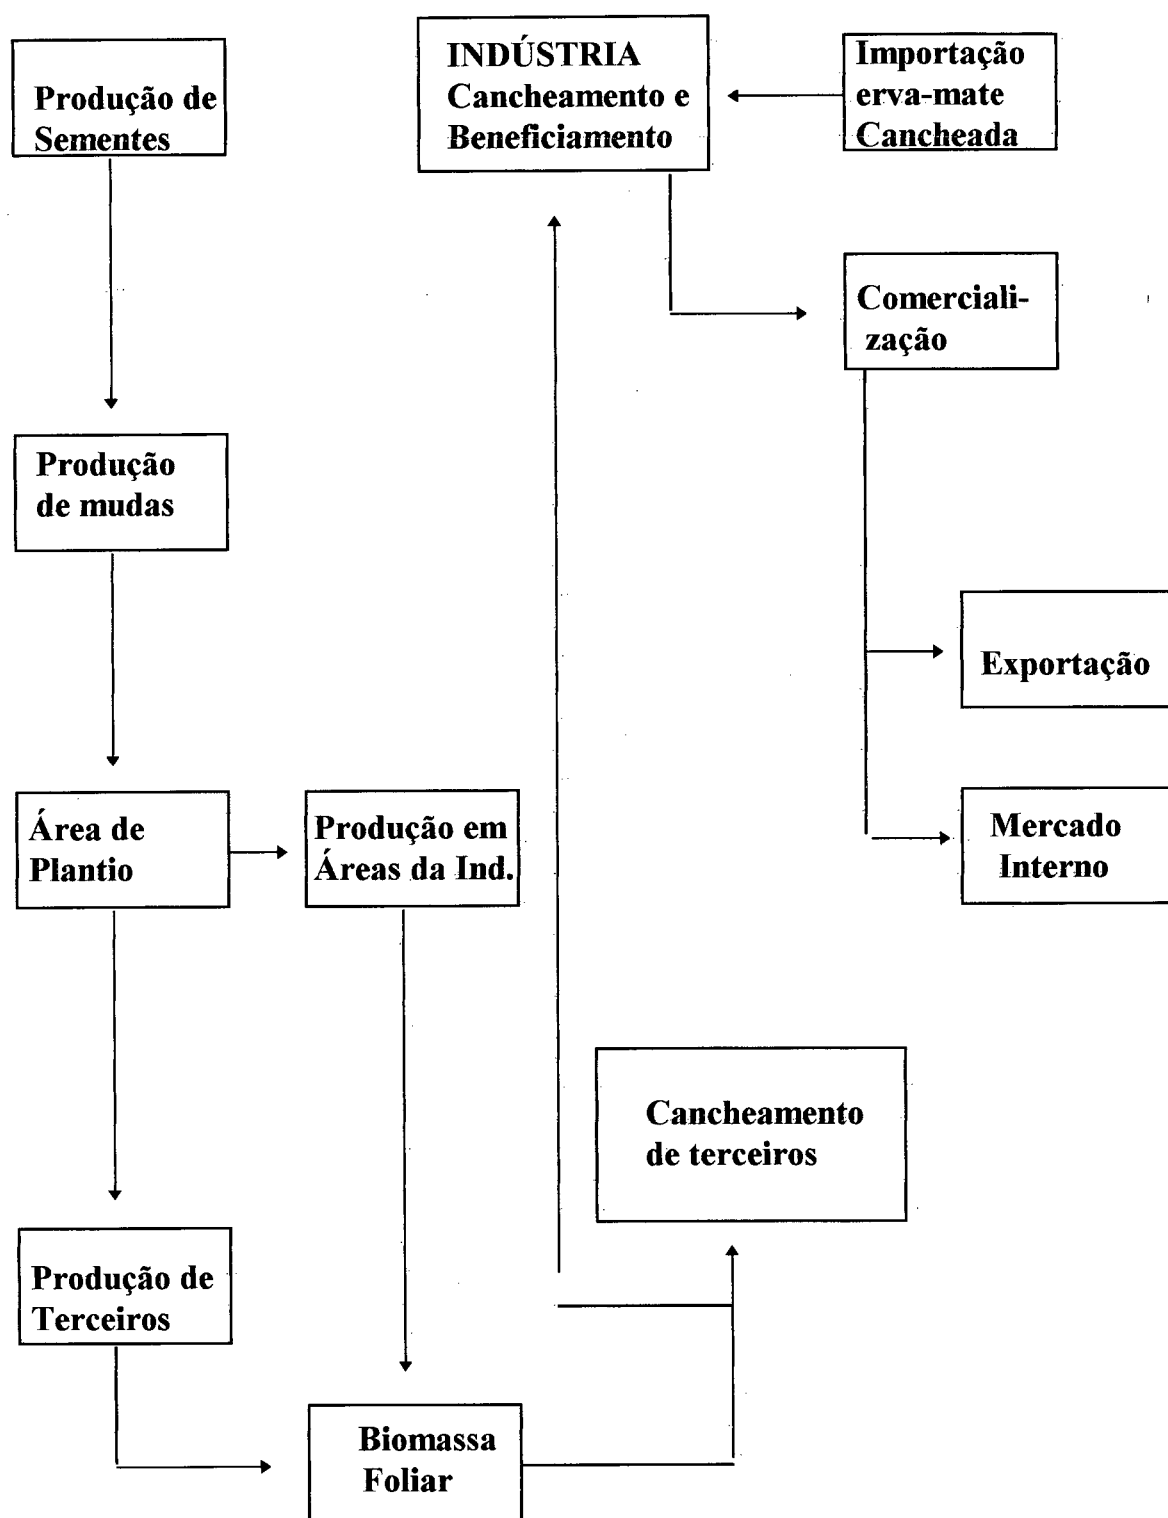 Produção de
Sementes
INDÚSTRIA
Cancheamento e
Beneficiamento
Importação
erva-mate
Cancheada
Comerciali-
zação
Produção
de mudas
Exportação
Área de
Plantio
Produção em
Áreas da Ind.
Mercado
Interno
Cancheamento
de terceiros
Produção de
Terceiros
Biomassa
Foliar